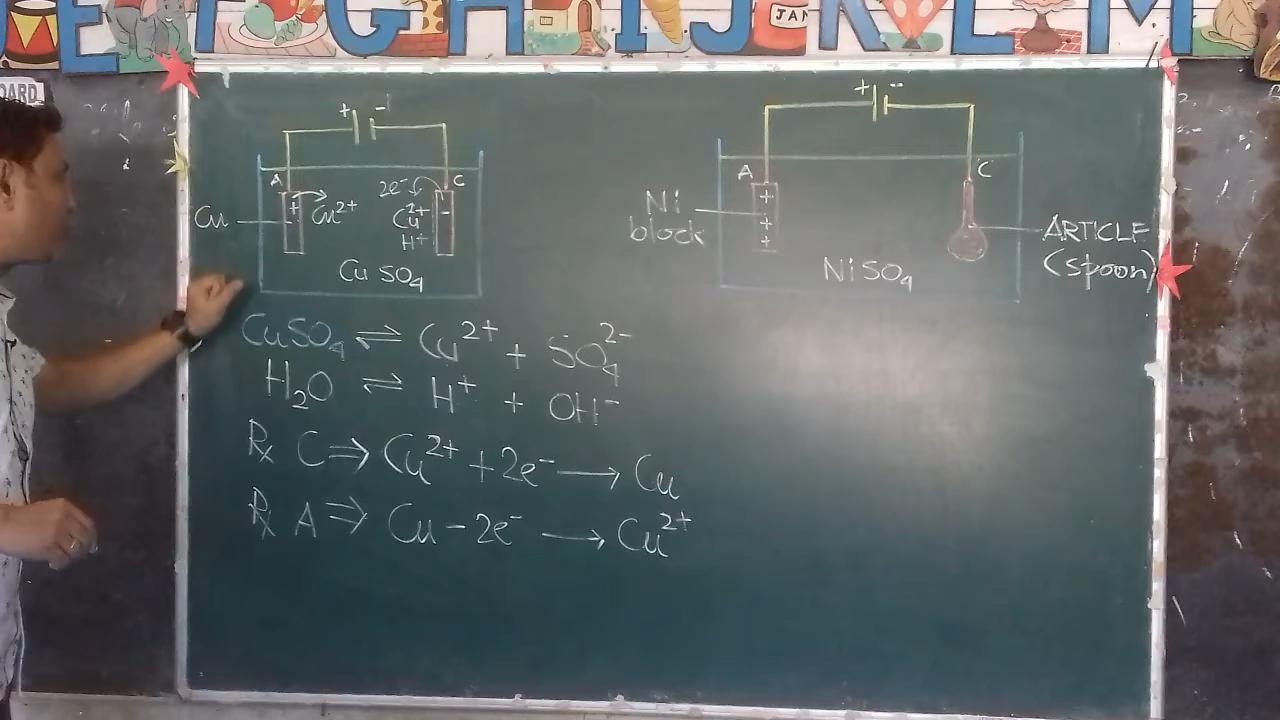 E F G H I J K L M
JAN
OARD
+ -
A C
Cu + Cu²⁺ 2e⁻ Cu²⁺ -
H⁺
CuSO₄
+ --
A C
Ni block
+
+
+
ARTICLE
(spoon)
NiSO₄
CuSO₄ ⇌ Cu²⁺ + SO₄²⁻
H₂O ⇌ H⁺ + OH⁻
Rx C ⇒ Cu²⁺ + 2e⁻ → Cu
Rx A ⇒ Cu - 2e⁻ → Cu²⁺